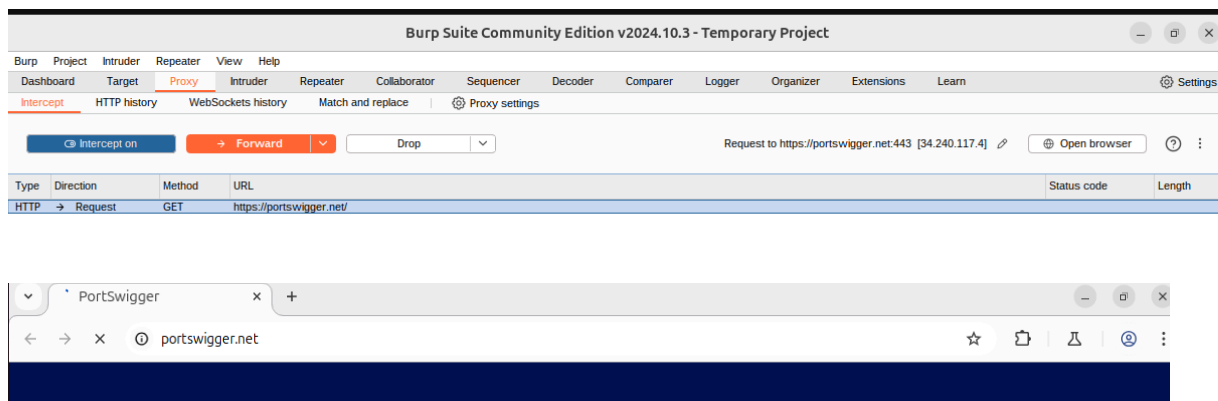 Burp Suite Community Edition v2024.10.3 - Temporary Project
Burp Project Intruder Repeater View Help
Dashboard Target Proxy Intruder Repeater Collaborator Sequencer Decoder Comparer Logger Organizer Extensions Learn Settings
Intercept HTTP history WebSockets history Match and replace Proxy settings
Intercept on Forward Drop Request to https://portswigger.net:443 [34.240.117.4] Open browser
Type Direction Method URL Status code Length
HTTP → Request GET https://portswigger.net/
PortSwigger
portswigger.net